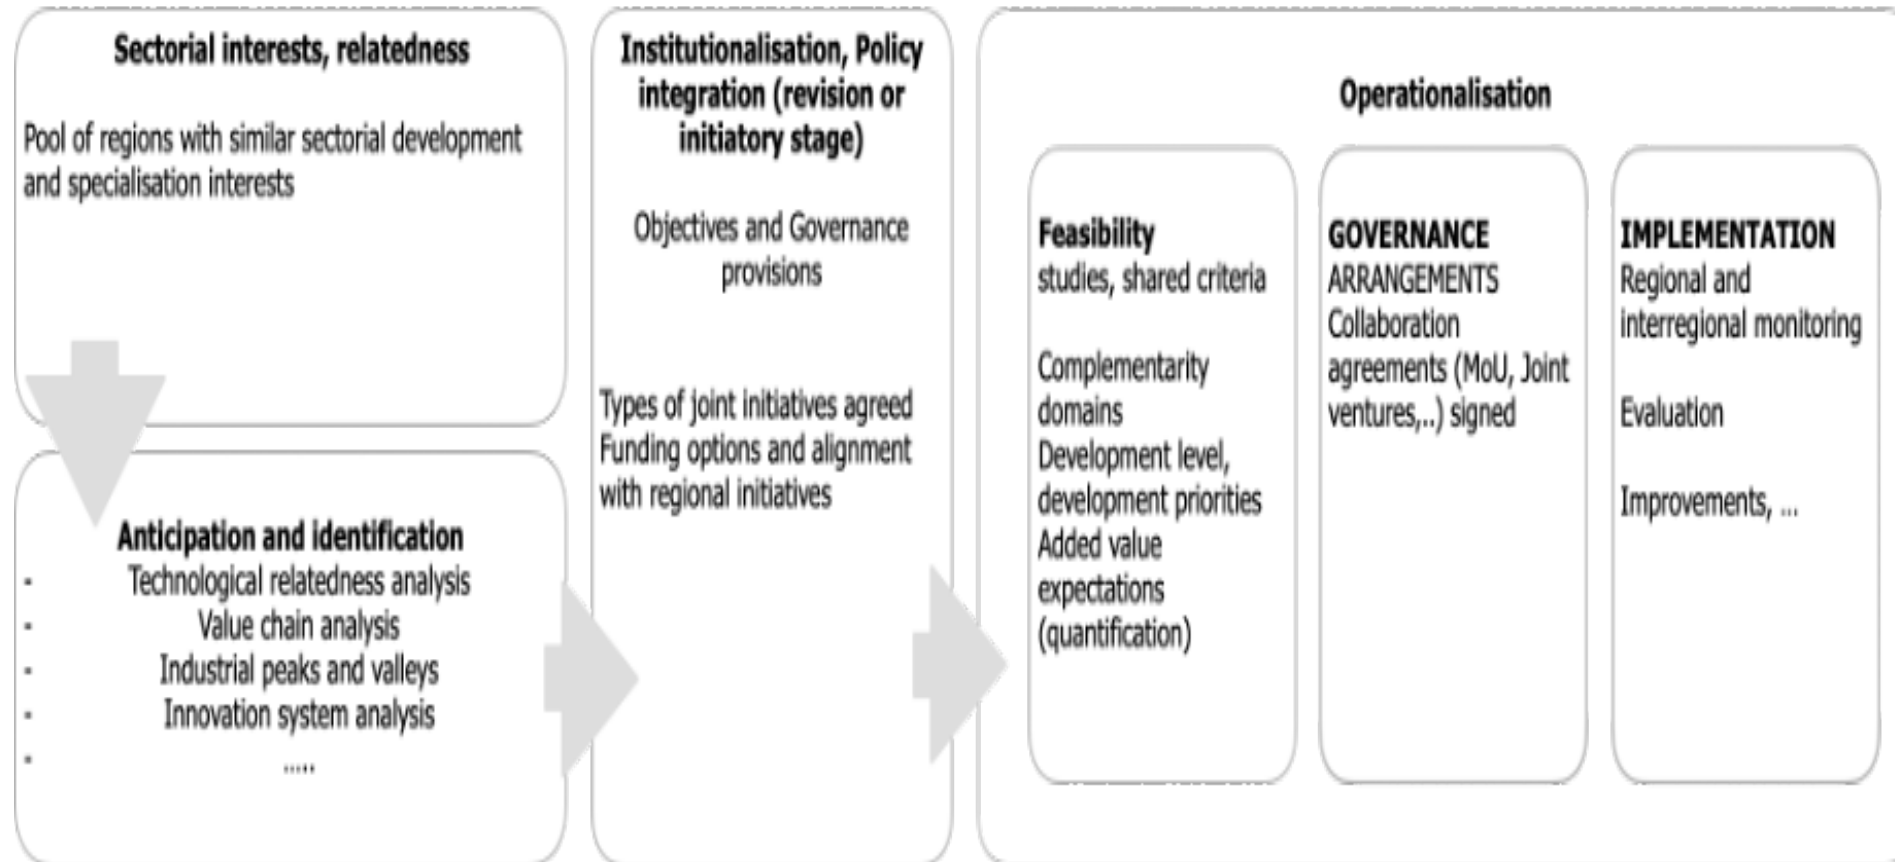 Sectorial interests, relatedness
Pool of regions with similar sectorial development
and specialisation interests
Anticipation and identification
- Technological relatedness analysis
- Value chain analysis
- Industrial peaks and valleys
- Innovation system analysis
- .....
Institutionalisation, Policy
integration (revision or
initiatory stage)
Objectives and Governance
provisions
Types of joint initiatives agreed
Funding options and alignment
with regional initiatives
Operationalisation
Feasibility
studies, shared criteria
Complementarity
domains
Development level,
development priorities
Added value
expectations
(quantification)
GOVERNANCE
ARRANGEMENTS
Collaboration
agreements (MoU, Joint
ventures,..) signed
IMPLEMENTATION
Regional and
interregional monitoring
Evaluation
Improvements, ...